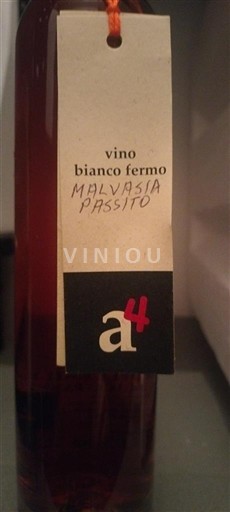 vino
bianco fermo
MALVASIA
PASSITO
VINIOU
a4